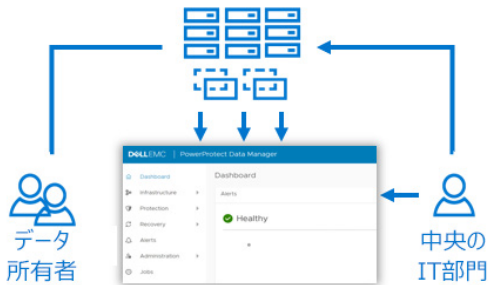 DELLEMC | PowerProtect Data Manager
Dashboard
Infrastructure
Protection
Recovery
Alerts
Administration
Jobs
Dashboard
Alerts
Healthy
データ
所有者
中央の
IT部門